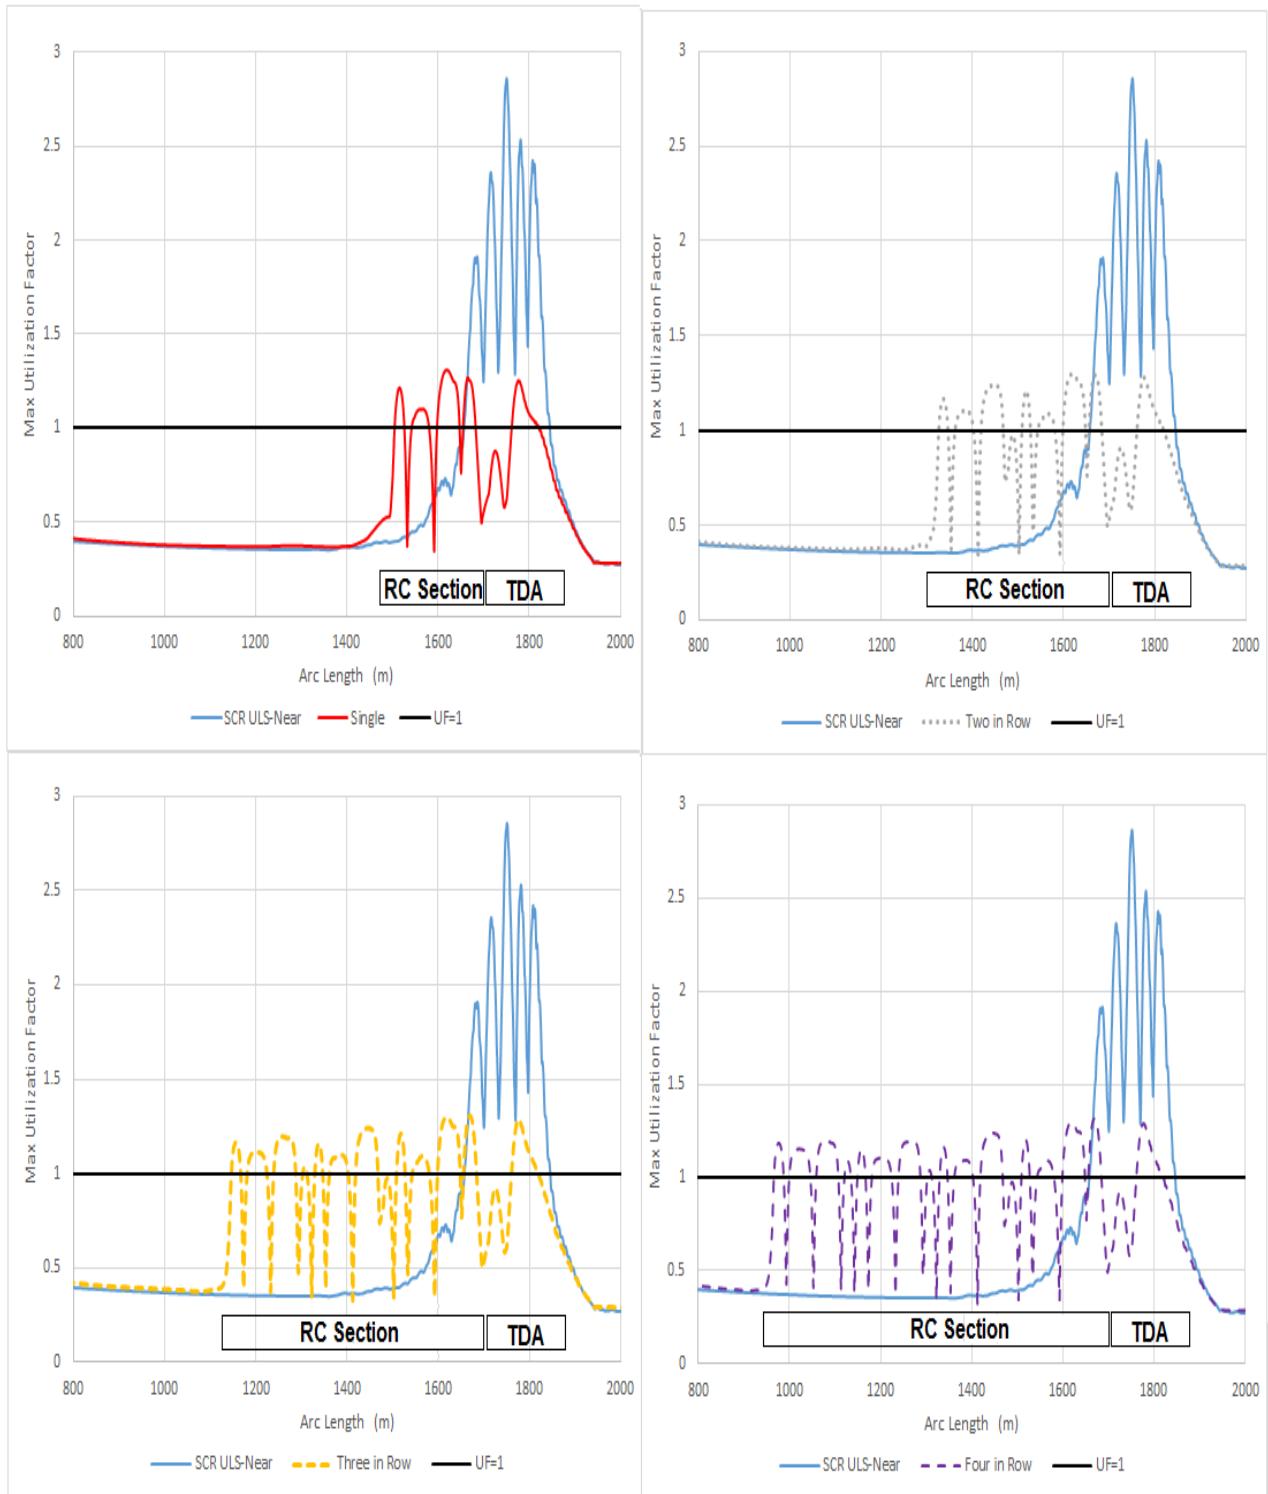 3
2.5
2
1.5
1
0.5
0
Max Utilization Factor
RC Section
TDA
800 1000 1200 1400 1600 1800 2000
Arc Length (m)
SCR ULS-Near Single UF=1
3
2.5
2
1.5
1
0.5
0
Max Utilization Factor
RC Section
TDA
800 1000 1200 1400 1600 1800 2000
Arc Length (m)
SCR ULS-Near Two in Row UF=1
3
2.5
2
1.5
1
0.5
0
Max Utilization Factor
RC Section
TDA
800 1000 1200 1400 1600 1800 2000
Arc Length (m)
SCR ULS-Near Three in Row UF=1
3
2.5
2
1.5
1
0.5
0
Max Utilization Factor
RC Section
TDA
800 1000 1200 1400 1600 1800 2000
Arc Length (m)
SCR ULS-Near Four in Row UF=1